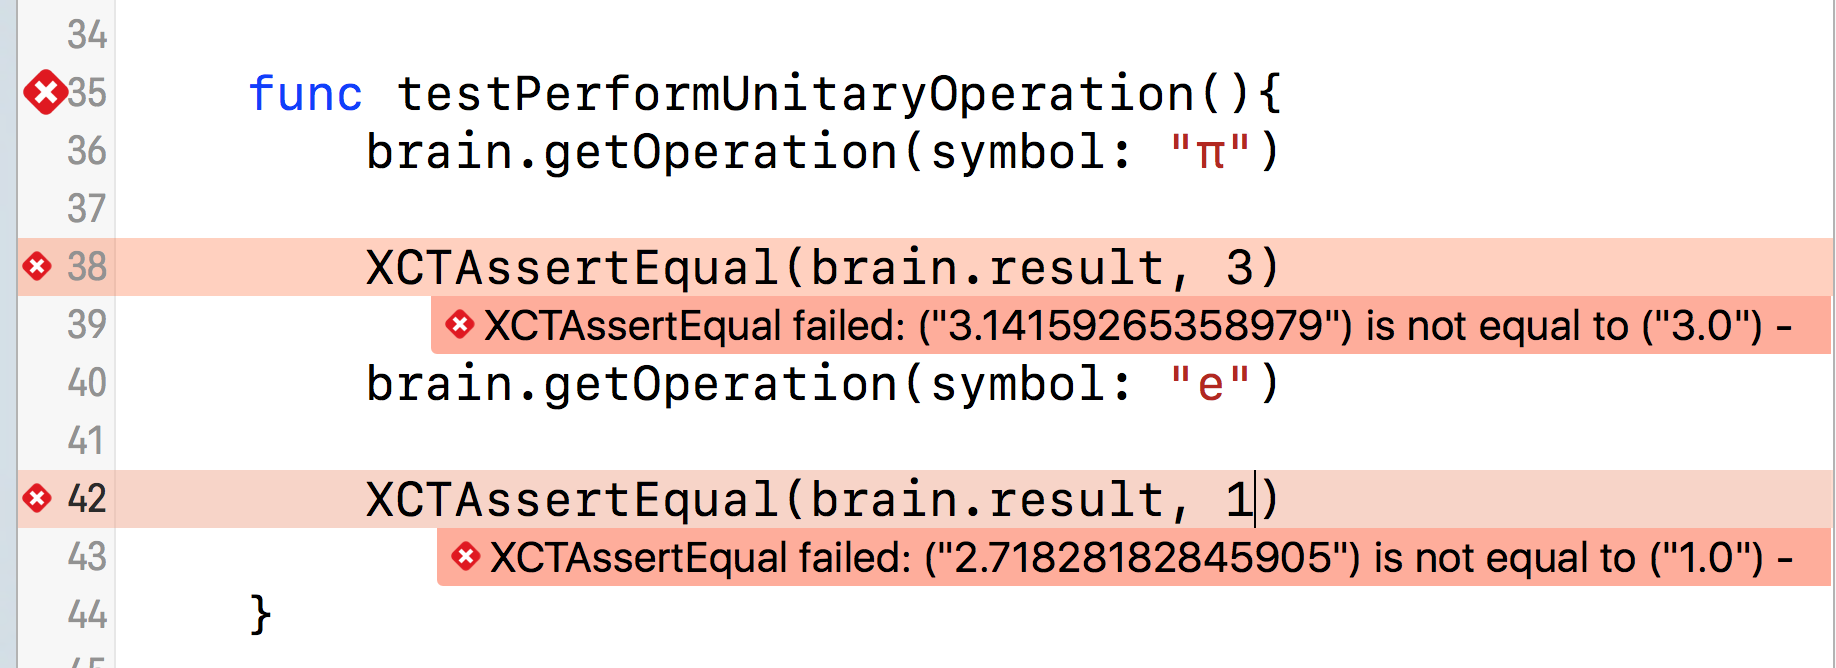 34
35 func testPerformUnitaryOperation(){
36 brain.getOperation(symbol: "π")
37
38 XCTAssertEqual(brain.result, 3)
39 XCTAssertEqual failed: ("3.14159265358979") is not equal to ("3.0") -
40 brain.getOperation(symbol: "e")
41
42 XCTAssertEqual(brain.result, 1)
43 XCTAssertEqual failed: ("2.71828182845905") is not equal to ("1.0") -
44 }
45